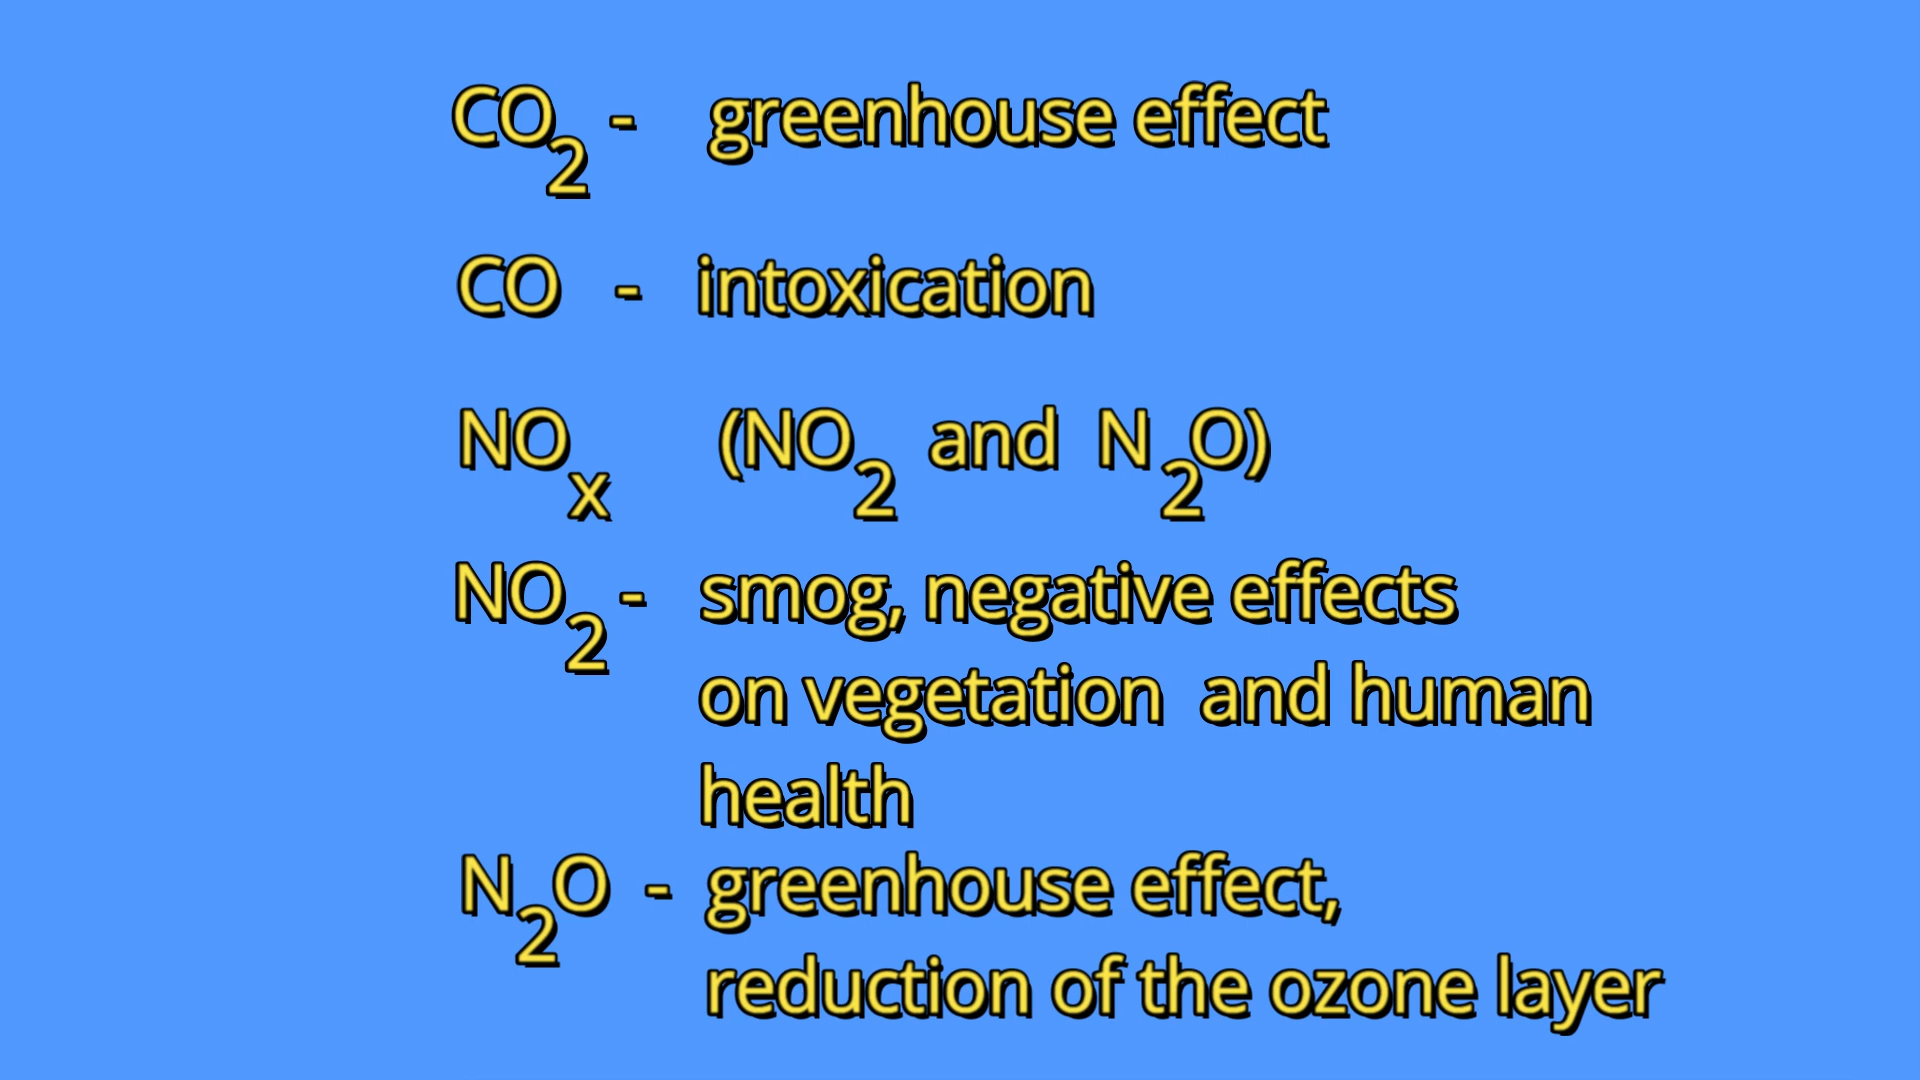 CO₂ - greenhouse effect
CO - intoxication
NOₓ (NO₂ and N₂O)
NO₂ - smog, negative effects
on vegetation and human
health
N₂O - greenhouse effect,
reduction of the ozone layer